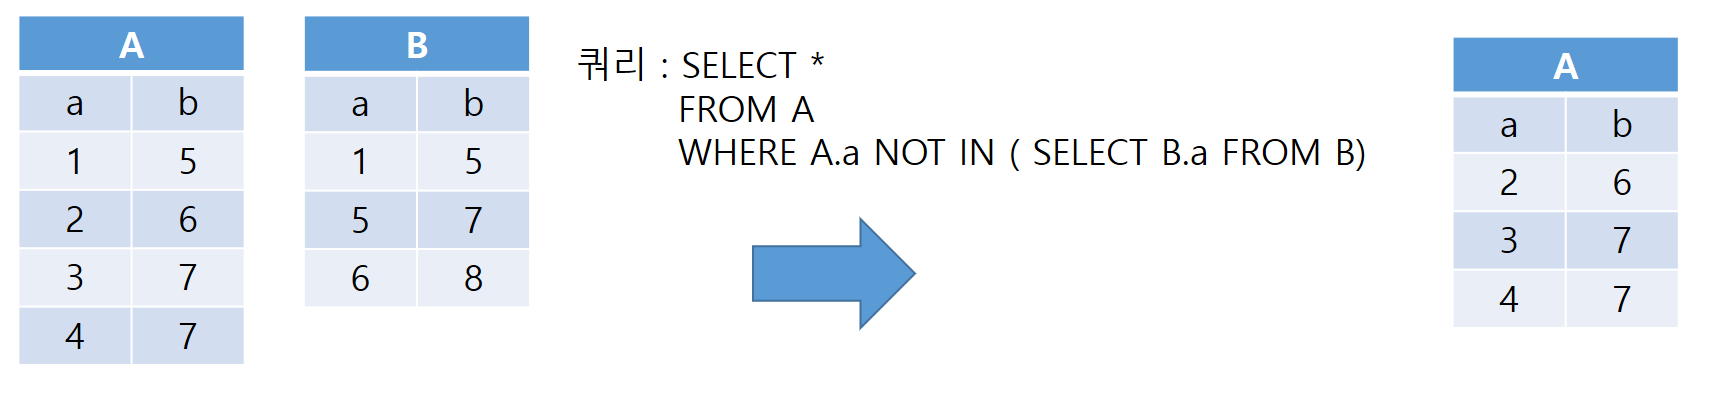 A
a b
1 5
2 6
3 7
4 7
B
a b
1 5
5 7
6 8
쿼리 : SELECT *
FROM A
WHERE A.a NOT IN ( SELECT B.a FROM B)
A
a b
2 6
3 7
4 7